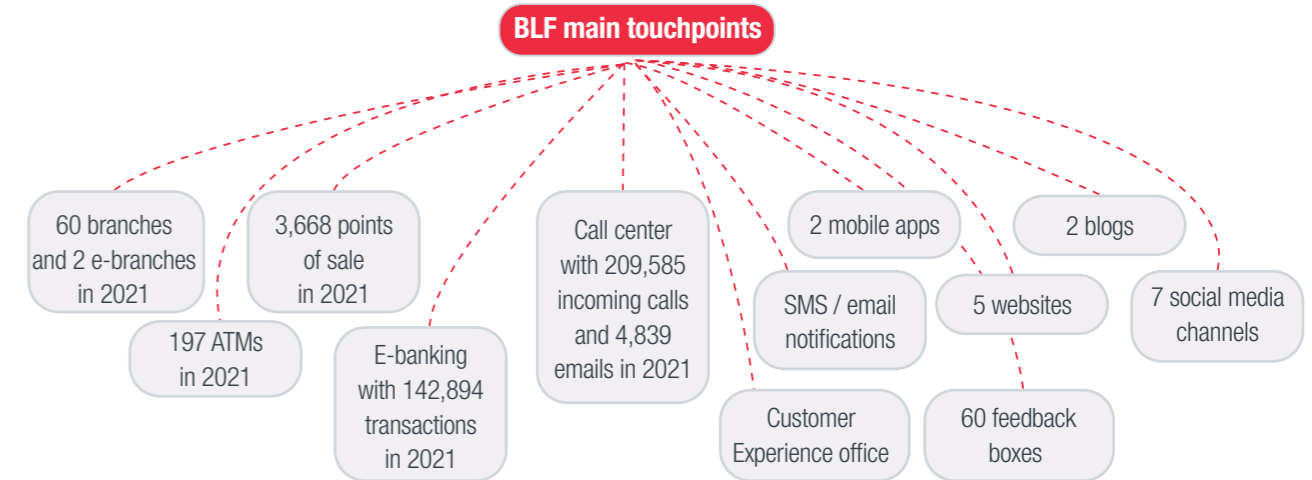 BLF main touchpoints
60 branches
and 2 e-branches
in 2021
197 ATMs
in 2021
3,668 points
of sale
in 2021
E-banking
with 142,894
transactions
in 2021
Call center
with 209,585
incoming calls
and 4,839
emails in 2021
Customer
Experience office
SMS / email
notifications
2 mobile apps
5 websites
60 feedback
boxes
2 blogs
7 social media
channels